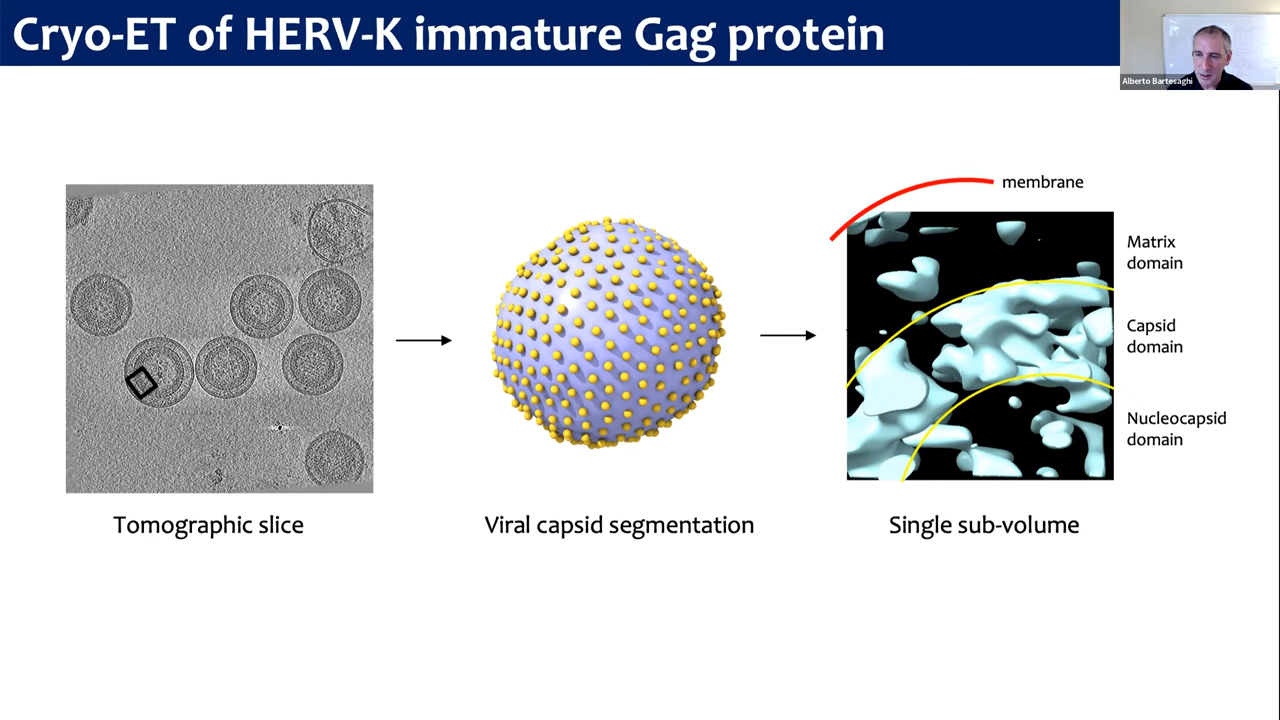 Cryo-ET of HERV-K immature Gag protein
Alberto Bartesaghi
membrane
Matrix
domain
Capsid
domain
Nucleocapsid
domain
Tomographic slice
Viral capsid segmentation
Single sub-volume